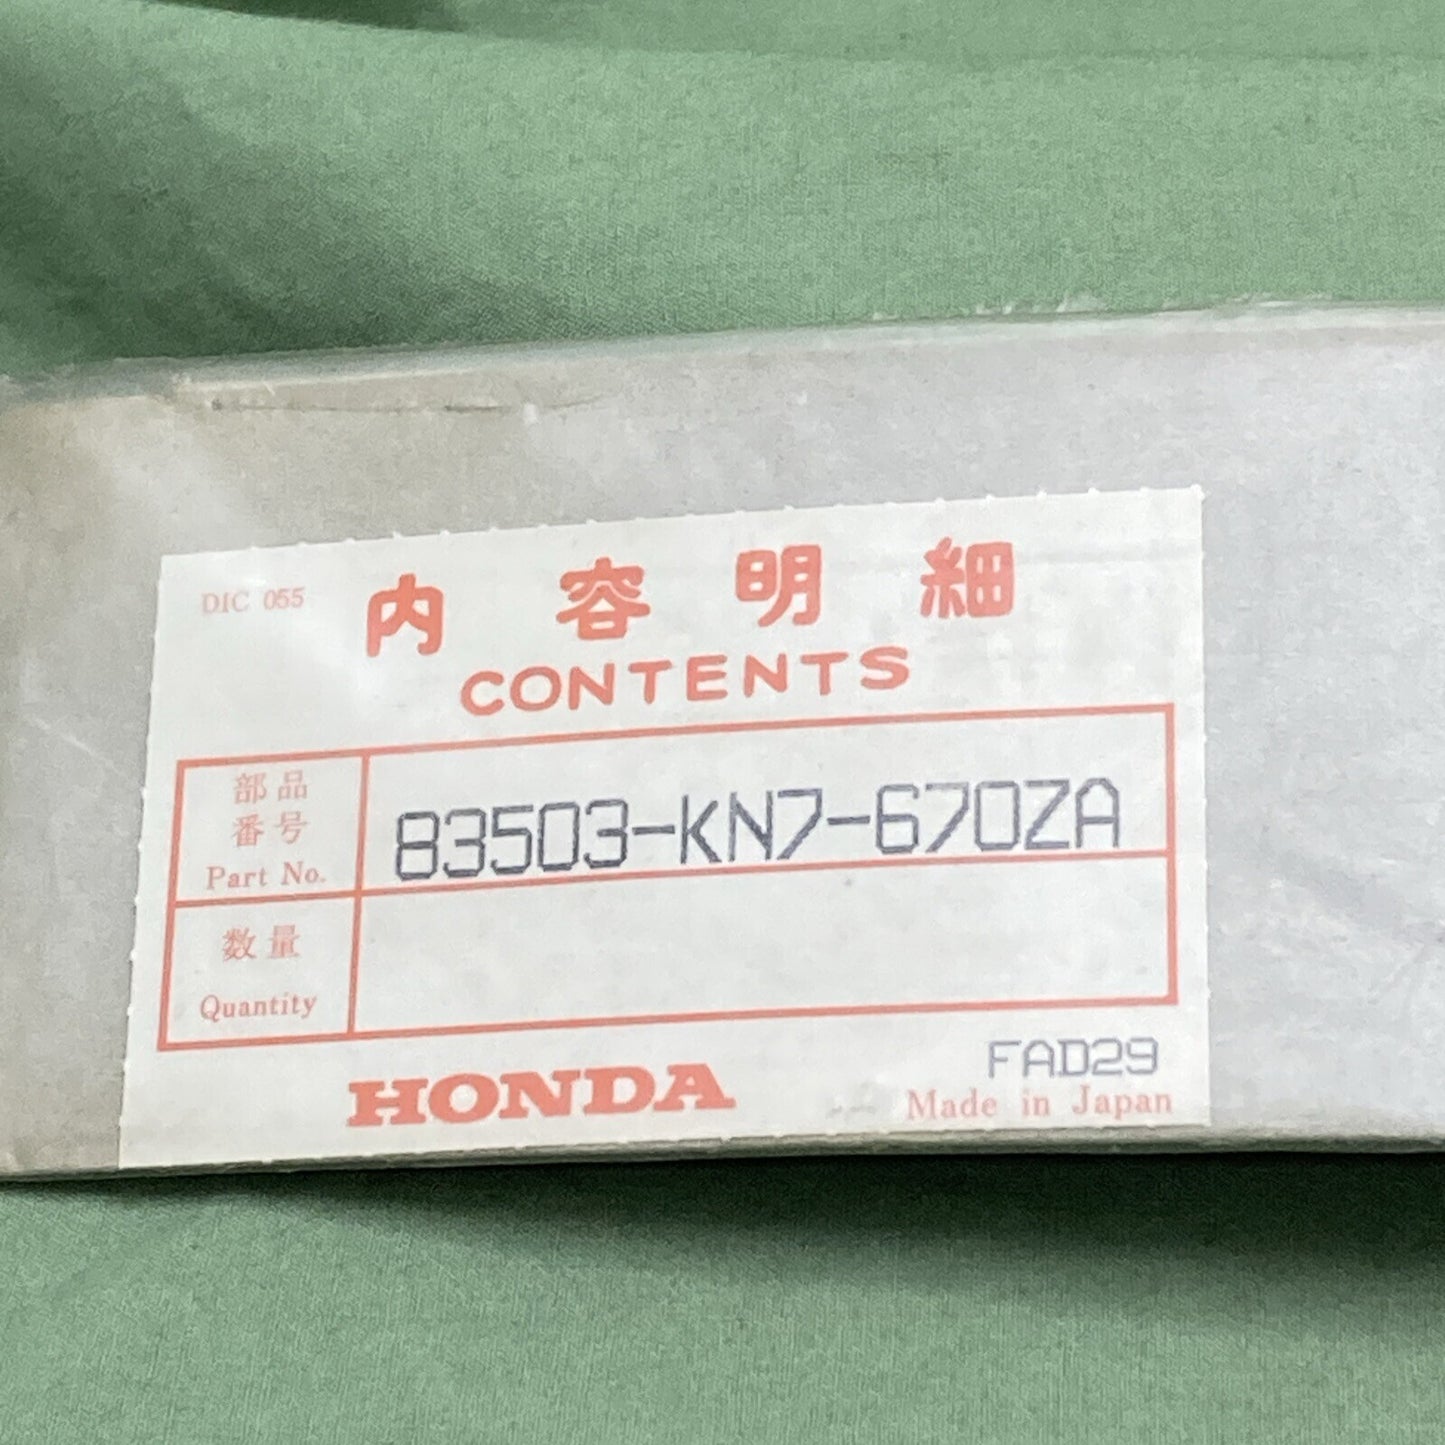 DIC 055
内容明細
CONTENTS
部品
番号
Part No.
83503-KN7-670ZA
数量
Quantity
FAD29
HONDA
Made in Japan